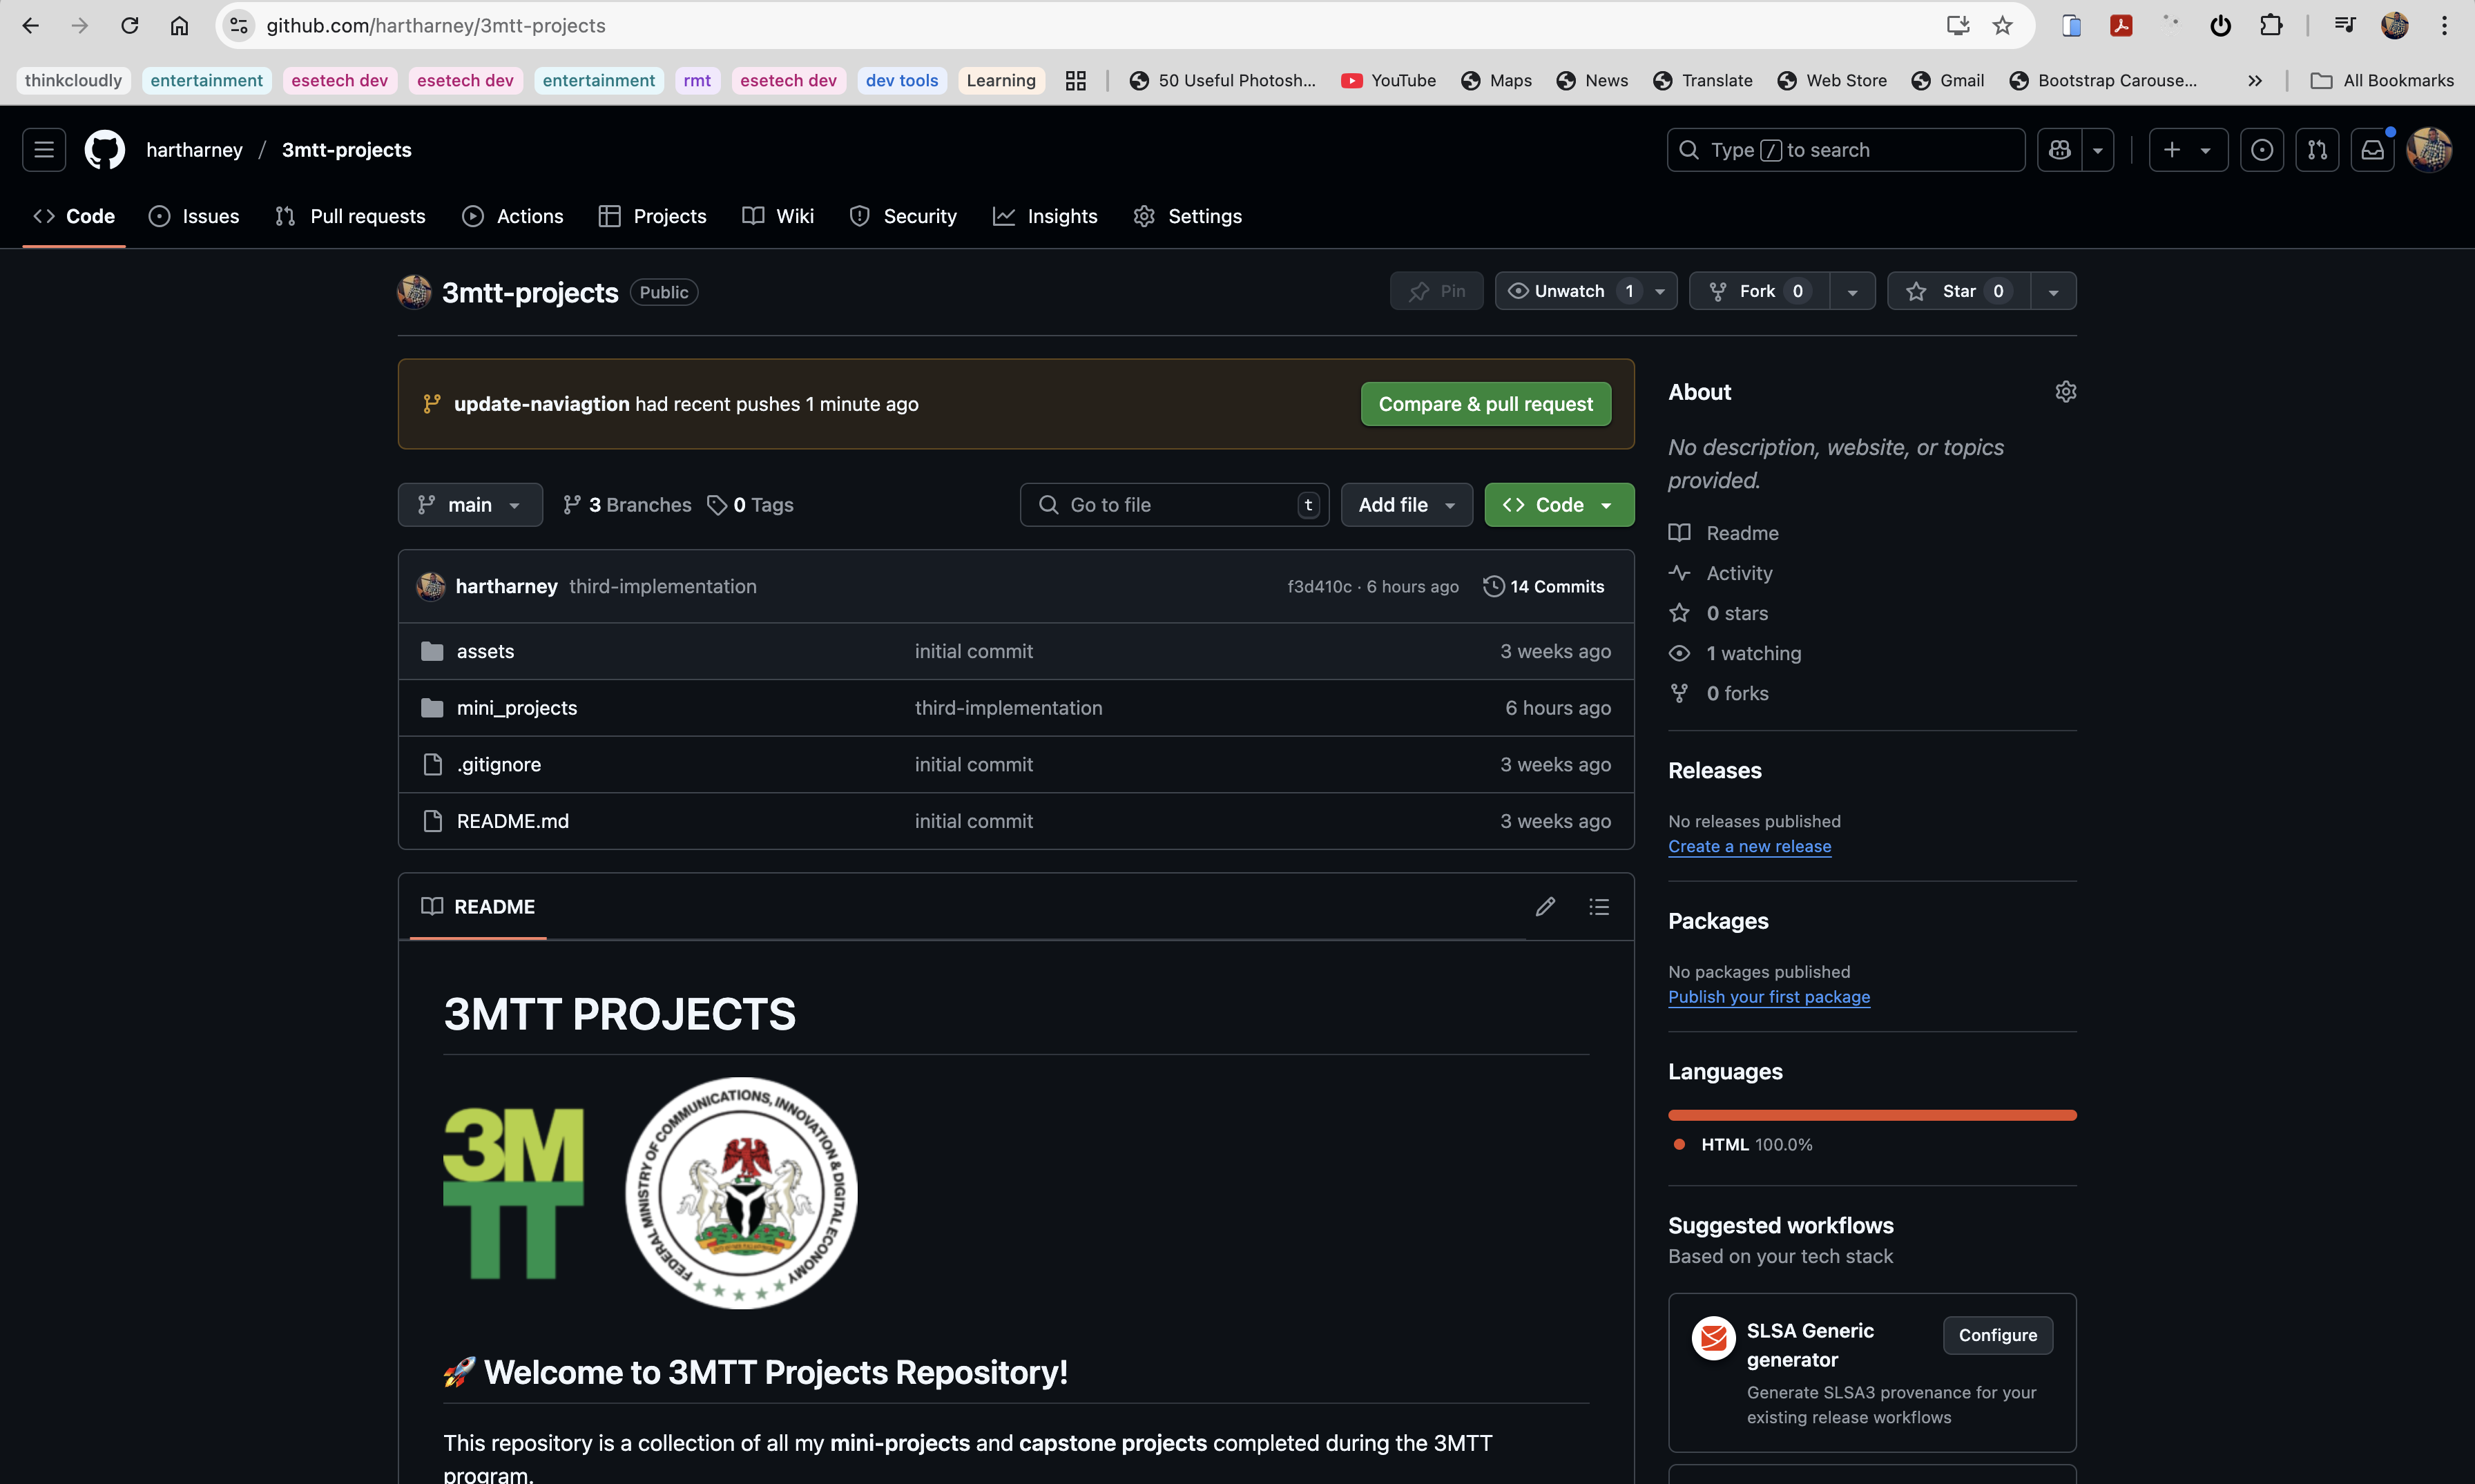 github.com/hartharney/3mtt-projects
thinkcloudly entertainment esetech dev esetech dev entertainment rmt esetech dev dev tools Learning 50 Useful Photosh... YouTube Maps News Translate Web Store Gmail Bootstrap Carouse... » All Bookmarks
hartharney / 3mtt-projects Type / to search
Code Issues Pull requests Actions Projects Wiki Security Insights Settings
3mtt-projects Public Pin Unwatch 1 Fork 0 Star 0
update-naviagtion had recent pushes 1 minute ago Compare & pull request
main 3 Branches 0 Tags Go to file t Add file Code
hartharney third-implementation f3d410c · 6 hours ago 14 Commits
assets initial commit 3 weeks ago
mini_projects third-implementation 6 hours ago
.gitignore initial commit 3 weeks ago
README.md initial commit 3 weeks ago
README
3MTT PROJECTS
3M
TT
FEDERAL MINISTRY OF COMMUNICATIONS, INNOVATION & DIGITAL ECONOMY
🚀 Welcome to 3MTT Projects Repository!
This repository is a collection of all my mini-projects and capstone projects completed during the 3MTT
program.
About
No description, website, or topics
provided.
Readme
Activity
0 stars
1 watching
0 forks
Releases
No releases published
Create a new release
Packages
No packages published
Publish your first package
Languages
HTML 100.0%
Suggested workflows
Based on your tech stack
SLSA Generic
generator
Configure
Generate SLSA3 provenance for your
existing release workflows